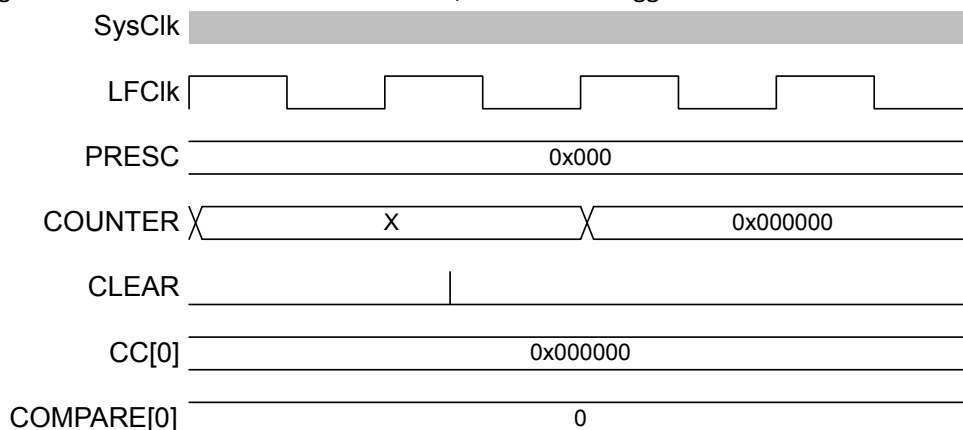 SysClk
LFClk
PRESC 0x000
COUNTER X 0x000000
CLEAR
CC[0] 0x000000
COMPARE[0] 0